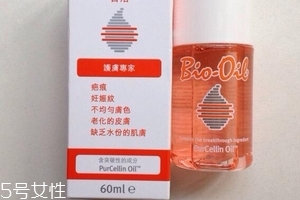 護膚專家
疤痕
妊娠紋
不均勻膚色
老化的皮膚
缺乏水份的肌膚
含突破性的成分
PurCellin Oil™
60ml e
Bio-Oil
PurCellin Oil™
5号女性